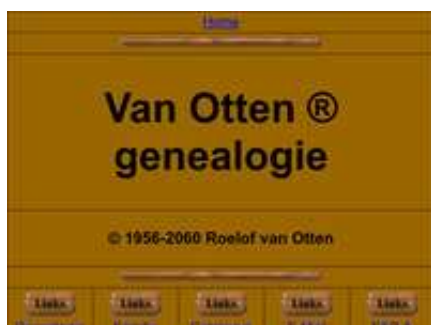 Home
Van Otten ®
genealogie
© 1956-2060 Roelof van Otten
Links Links Links Links Links